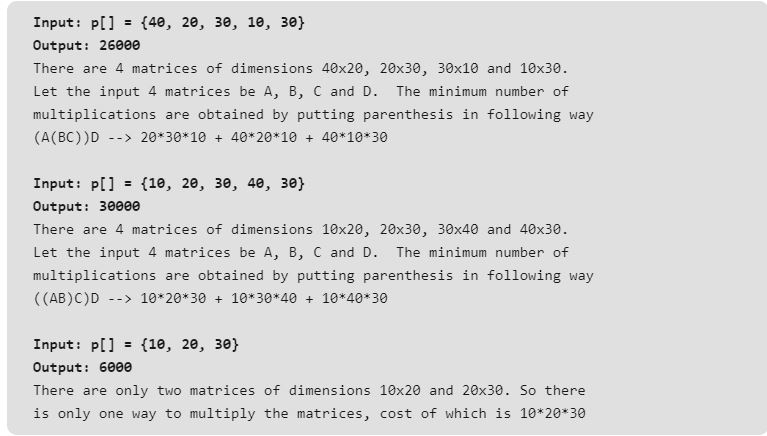 Input: p[] = {40, 20, 30, 10, 30}
Output: 26000
There are 4 matrices of dimensions 40x20, 20x30, 30x10 and 10x30.
Let the input 4 matrices be A, B, C and D.  The minimum number of
multiplications are obtained by putting parenthesis in following way
(A(BC))D --> 20*30*10 + 40*20*10 + 40*10*30
Input: p[] = {10, 20, 30, 40, 30}
Output: 30000
There are 4 matrices of dimensions 10x20, 20x30, 30x40 and 40x30.
Let the input 4 matrices be A, B, C and D.  The minimum number of
multiplications are obtained by putting parenthesis in following way
((AB)C)D --> 10*20*30 + 10*30*40 + 10*40*30
Input: p[] = {10, 20, 30}
Output: 6000
There are only two matrices of dimensions 10x20 and 20x30. So there
is only one way to multiply the matrices, cost of which is 10*20*30